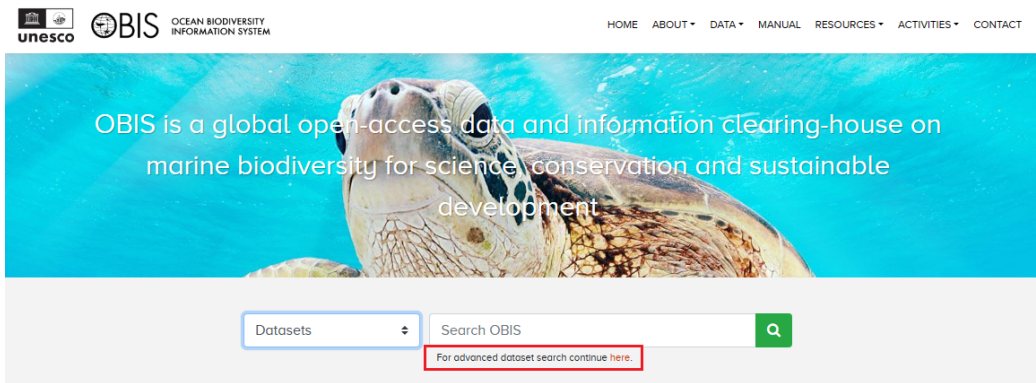 unesco
OBIS
OCEAN BIODIVERSITY
INFORMATION SYSTEM
HOME ABOUT DATA MANUAL RESOURCES ACTIVITIES CONTACT
OBIS is a global open-access data and information clearing-house on
marine biodiversity for science, conservation and sustainable
development
Datasets
Search OBIS
For advanced dataset search continue here.